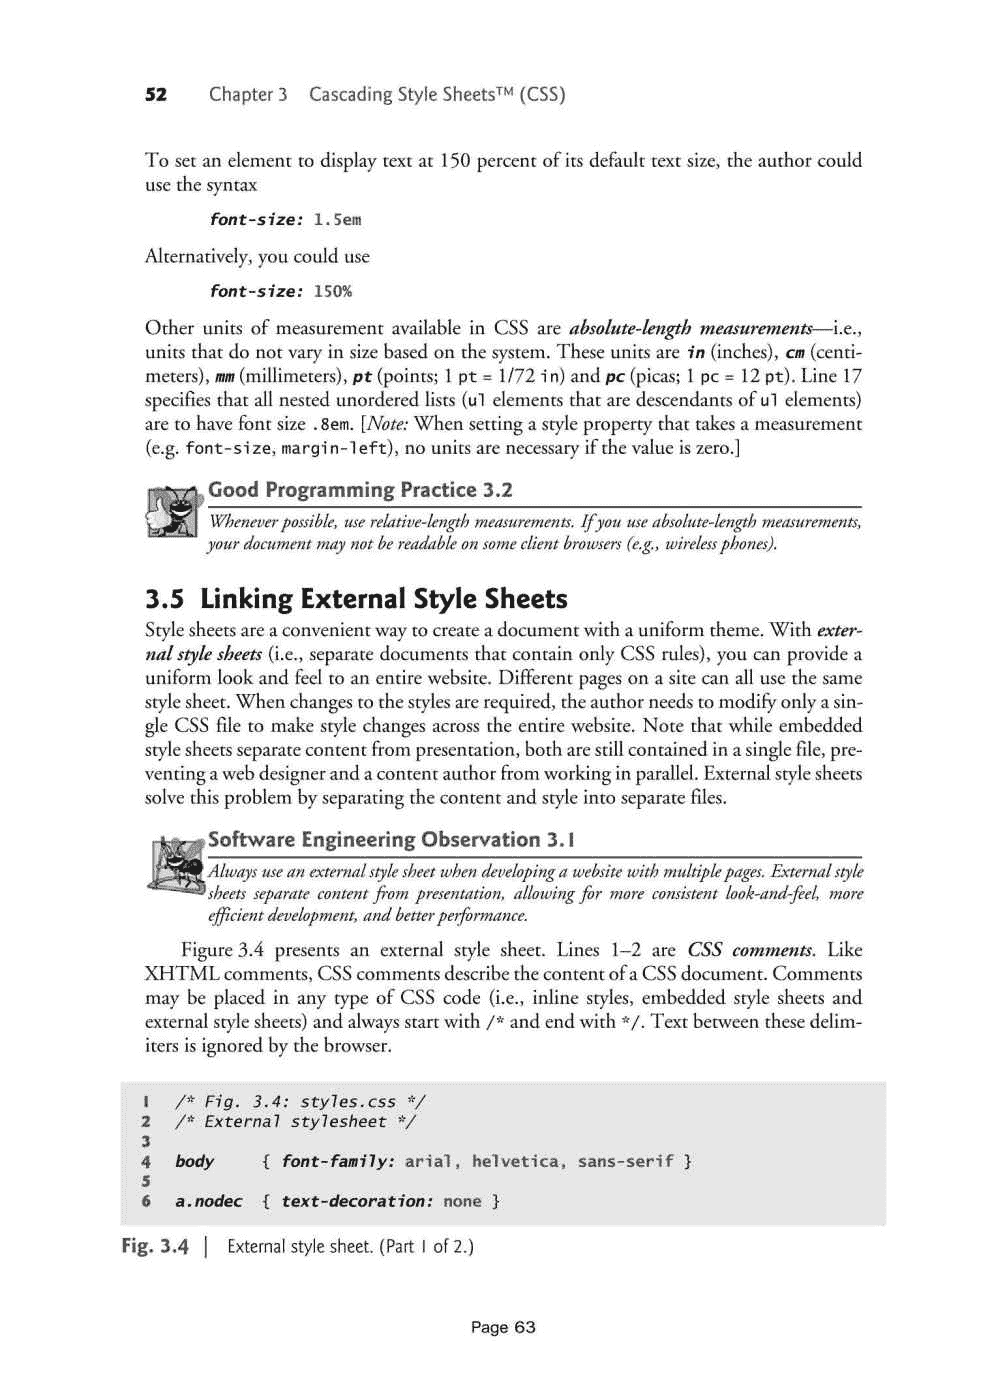 52 Chapter 3 Cascading Style Sheets™ (CSS)
To set an element to display text at 150 percent of its default text size, the author could
use the syntax
font-size: 1.5em
Alternatively, you could use
font-size: 150%
Other units of measurement available in CSS are absolute-length measurements—i.e.,
units that do not vary in size based on the system. These units are in (inches), cm (centi-
meters), mm (millimeters), pt (points; 1 pt = 1/72 in) and pc (picas; 1 pc = 12 pt). Line 17
specifies that all nested unordered lists (ul elements that are descendants of ul elements)
are to have font size .8em. [Note: When setting a style property that takes a measurement
(e.g. font-size, margin-left), no units are necessary if the value is zero.]
Good Programming Practice 3.2
Whenever possible, use relative-length measurements. If you use absolute-length measurements,
your document may not be readable on some client browsers (e.g., wireless phones).
3.5 Linking External Style Sheets
Style sheets are a convenient way to create a document with a uniform theme. With exter-
nal style sheets (i.e., separate documents that contain only CSS rules), you can provide a
uniform look and feel to an entire website. Different pages on a site can all use the same
style sheet. When changes to the styles are required, the author needs to modify only a sin-
gle CSS file to make style changes across the entire website. Note that while embedded
style sheets separate content from presentation, both are still contained in a single file, pre-
venting a web designer and a content author from working in parallel. External style sheets
solve this problem by separating the content and style into separate files.
Software Engineering Observation 3.1
Always use an external style sheet when developing a website with multiple pages. External style
sheets separate content from presentation, allowing for more consistent look-and-feel, more
efficient development, and better performance.
Figure 3.4 presents an external style sheet. Lines 1–2 are CSS comments. Like
XHTML comments, CSS comments describe the content of a CSS document. Comments
may be placed in any type of CSS code (i.e., inline styles, embedded style sheets and
external style sheets) and always start with /* and end with */. Text between these delim-
iters is ignored by the browser.
1 /* Fig. 3.4: styles.css */
2 /* External stylesheet */
3
4 body { font-family: arial, helvetica, sans-serif }
5
6 a.nodec { text-decoration: none }
Fig. 3.4 | External style sheet. (Part 1 of 2.)
Page 63